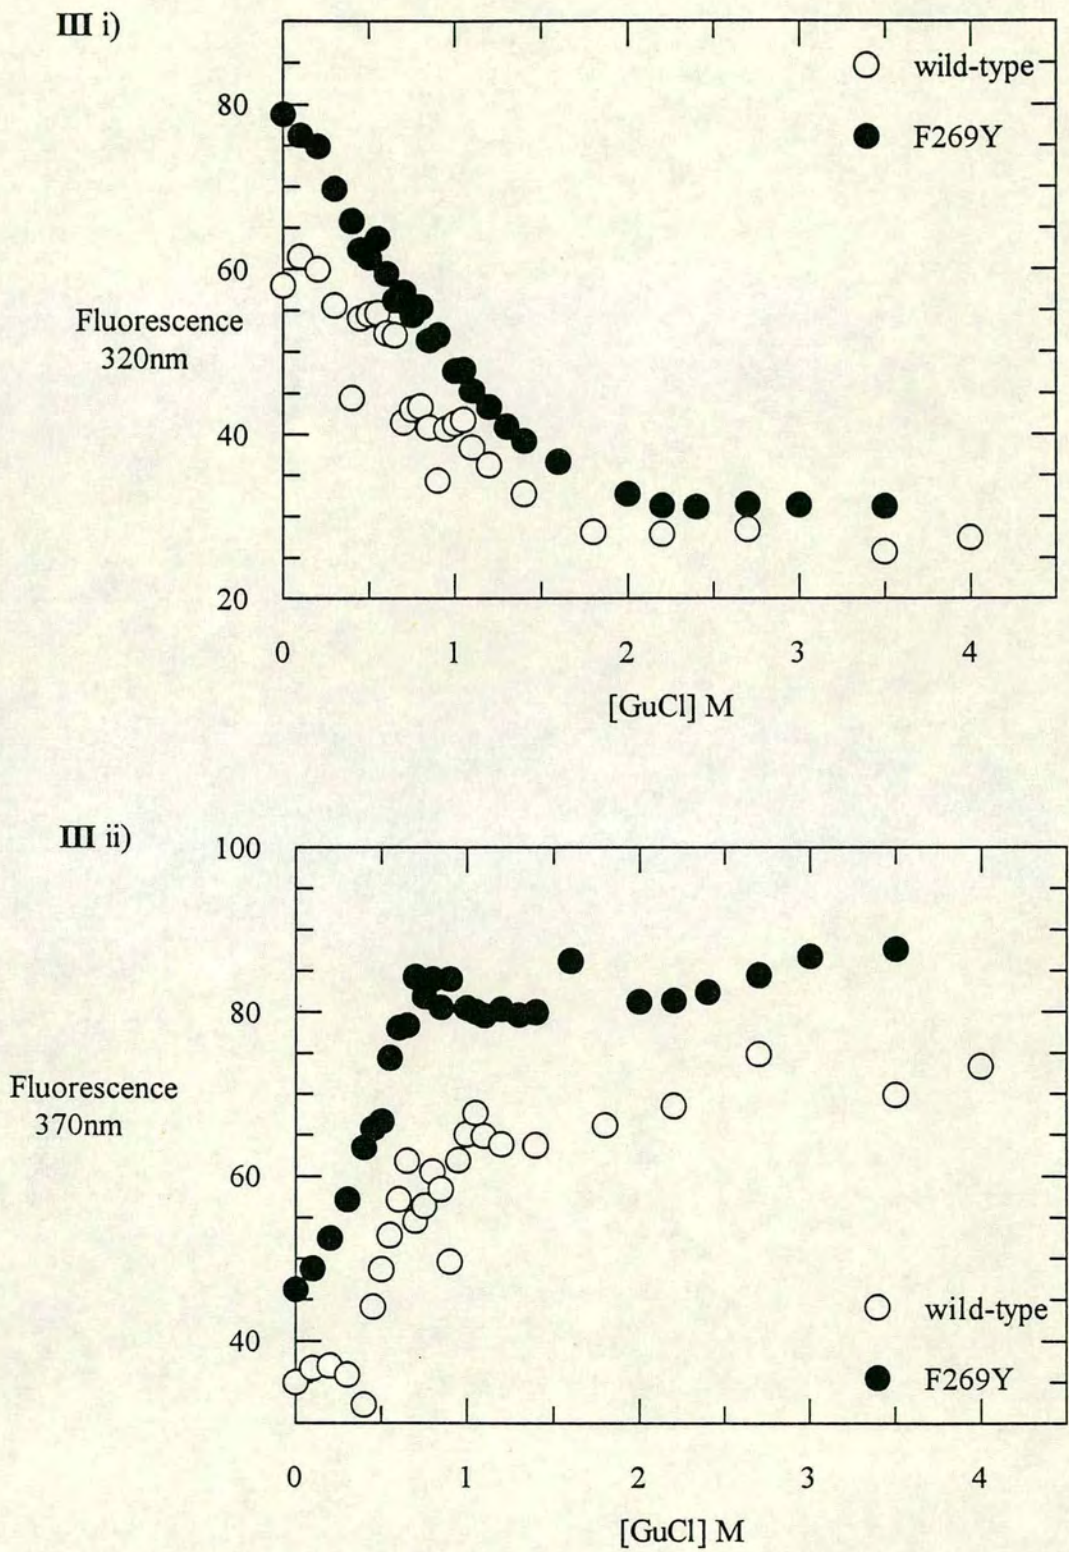 III i)
wild-type
F269Y
80
60
40
20
Fluorescence
320nm
0 1 2 3 4
[GuCl] M
III ii)
100
80
60
40
Fluorescence
370nm
wild-type
F269Y
0 1 2 3 4
[GuCl] M